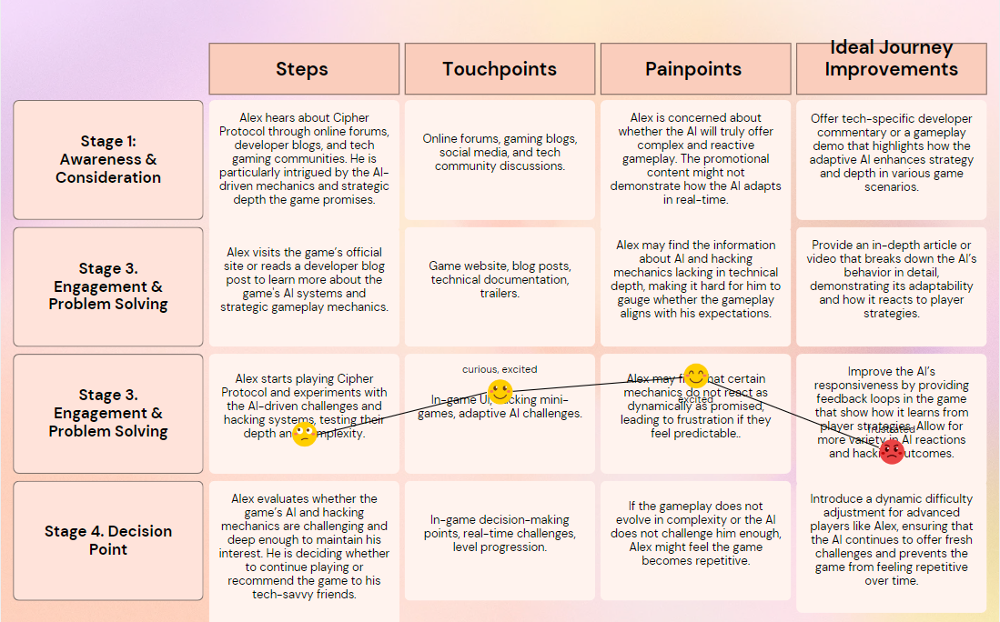 Steps
Touchpoints
Painpoints
Ideal Journey
Improvements
Stage 1:
Awareness &
Consideration
Alex hears about Cipher
Protocol through online forums,
developer blogs, and tech
gaming communities. He is
particularly intrigued by the AI-
driven mechanics and strategic
depth the game promises.
Online forums, gaming blogs,
social media, and tech
community discussions.
Alex is concerned about
whether the AI will truly offer
complex and reactive
gameplay. The promotional
content might not
demonstrate how the AI adapts
in real-time.
Offer tech-specific developer
commentary or a gameplay
demo that highlights how the
adaptive AI enhances strategy
and depth in various game
scenarios.
Stage 3.
Engagement &
Problem Solving
Alex visits the game's official
site or reads a developer blog
post to learn more about the
game's AI systems and
strategic gameplay mechanics.
Game website, blog posts,
technical documentation,
trailers.
Alex may find the information
about AI and hacking
mechanics lacking in technical
depth, making it hard for him to
gauge whether the gameplay
aligns with his expectations.
Provide an in-depth article or
video that breaks down the AI's
behavior in detail,
demonstrating its adaptability
and how it reacts to player
strategies.
Stage 3.
Engagement &
Problem Solving
Alex starts playing Cipher
Protocol and experiments with
the AI-driven challenges and
hacking systems, testing their
depth and complexity.
curious, excited
In-game UI, hacking mini-
games, adaptive AI challenges.
Alex may find that certain
mechanics do not react as
excited
dynamically as promised,
leading to frustration if they
feel predictable..
Improve the AI's
responsiveness by providing
feedback loops in the game
that show how it learns from
player strategies. Allow for
frustrated
more variety in AI reactions
and hacking outcomes.
Stage 4. Decision
Point
Alex evaluates whether the
game's AI and hacking
mechanics are challenging and
deep enough to maintain his
interest. He is deciding whether
to continue playing or
recommend the game to his
tech-savvy friends.
In-game decision-making
points, real-time challenges,
level progression.
If the gameplay does not
evolve in complexity or the AI
does not challenge him enough,
Alex might feel the game
becomes repetitive.
Introduce a dynamic difficulty
adjustment for advanced
players like Alex, ensuring that
the AI continues to offer fresh
challenges and prevents the
game from feeling repetitive
over time.